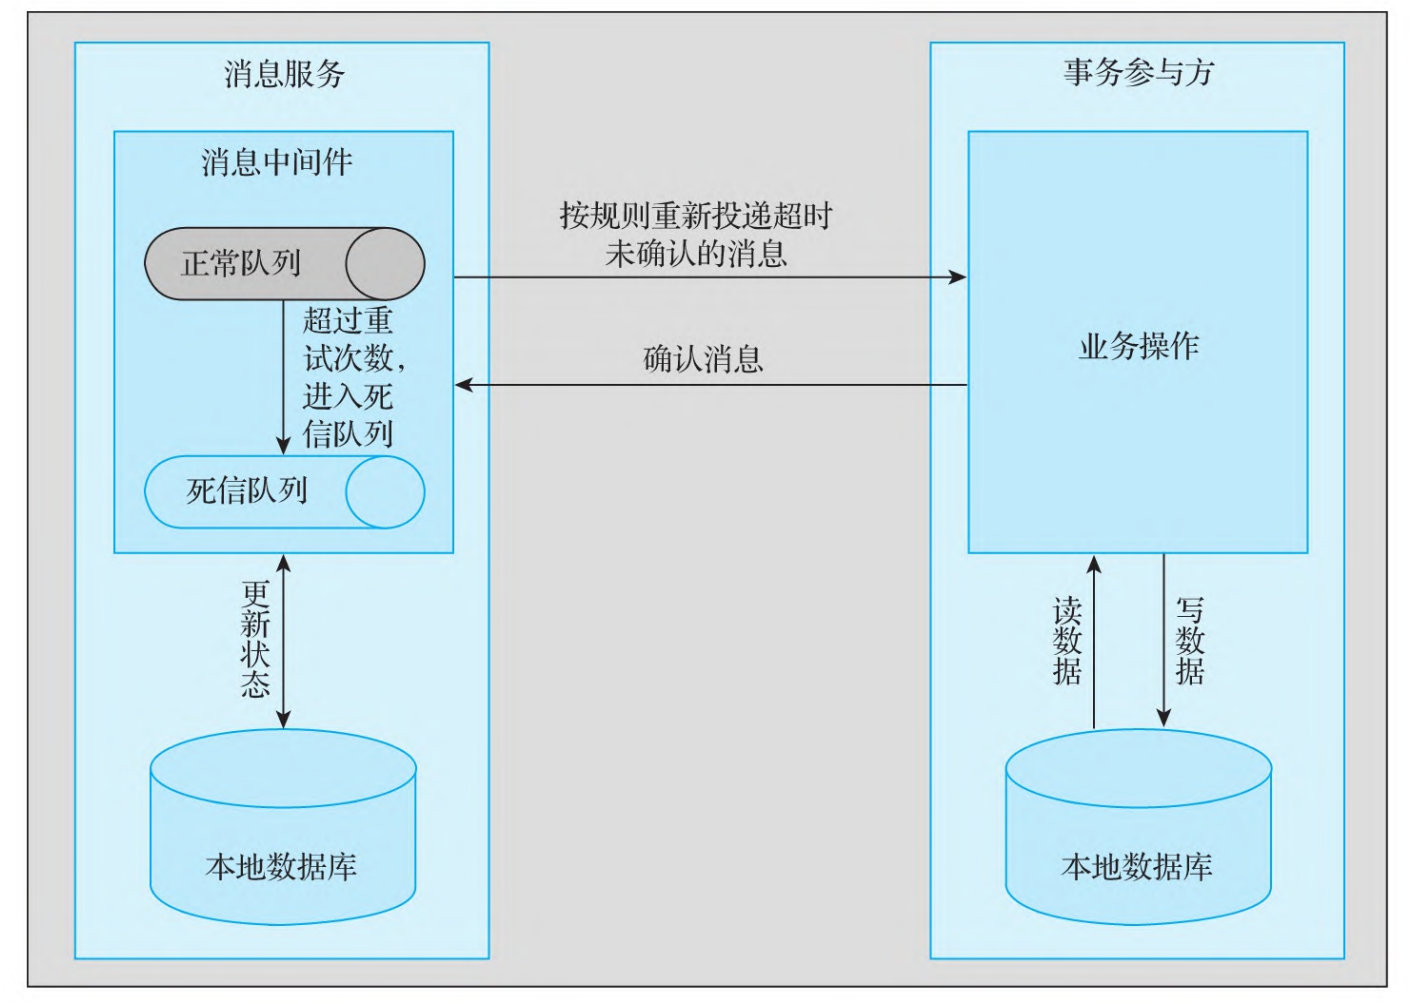 消息服务
消息中间件
正常队列
超过重
试次数，
进入死
信队列
死信队列
更新状态
本地数据库
按规则重新投递超时
未确认的消息
确认消息
事务参与方
业务操作
读数据
写数据
本地数据库